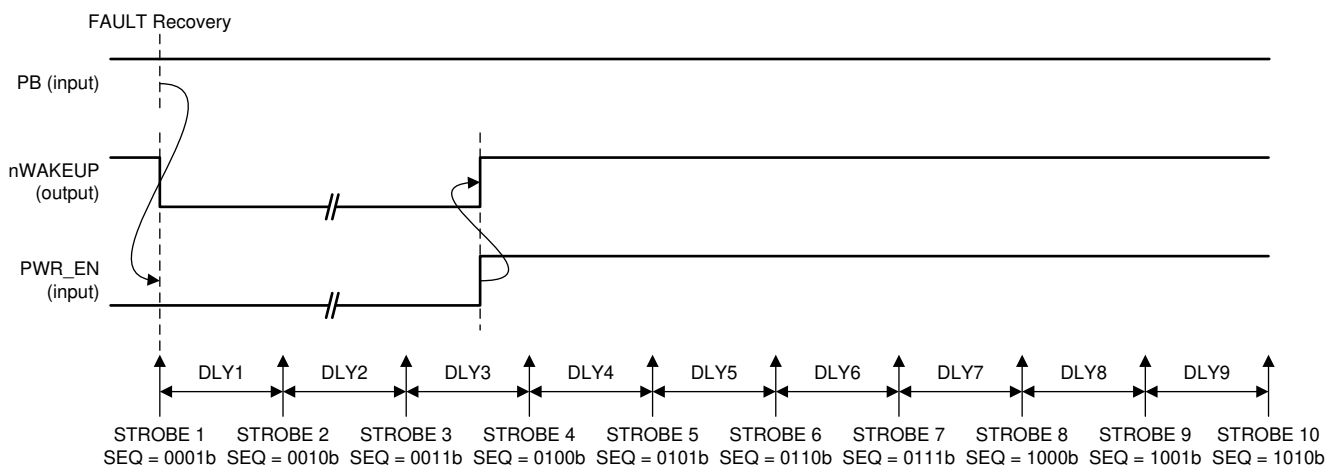 FAULT Recovery
PB (input)
nWAKEUP
(output)
PWR_EN
(input)
DLY1 DLY2 DLY3 DLY4 DLY5 DLY6 DLY7 DLY8 DLY9
STROBE 1 STROBE 2 STROBE 3 STROBE 4 STROBE 5 STROBE 6 STROBE 7 STROBE 8 STROBE 9 STROBE 10
SEQ = 0001b SEQ = 0010b SEQ = 0011b SEQ = 0100b SEQ = 0101b SEQ = 0110b SEQ = 0111b SEQ = 1000b SEQ = 1001b SEQ = 1010b